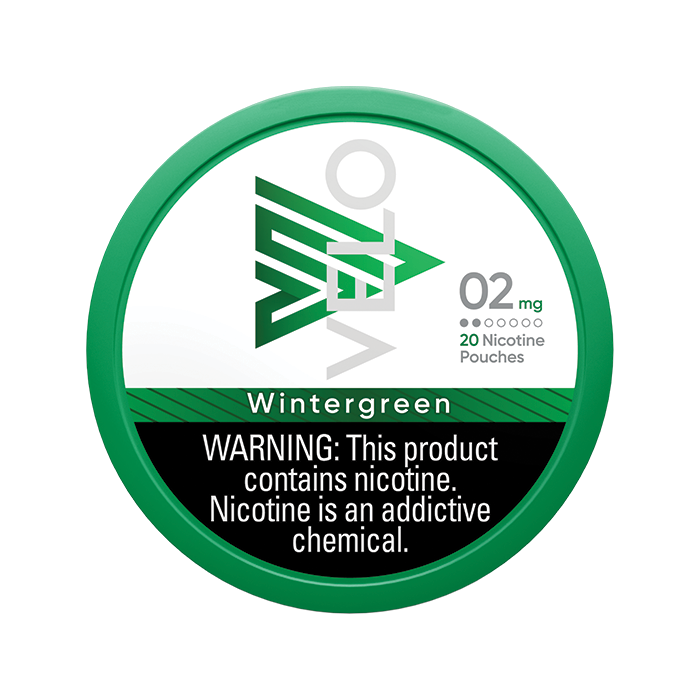 VELO
02 mg
20 Nicotine
Pouches
Wintergreen
WARNING: This product
contains nicotine.
Nicotine is an addictive
chemical.